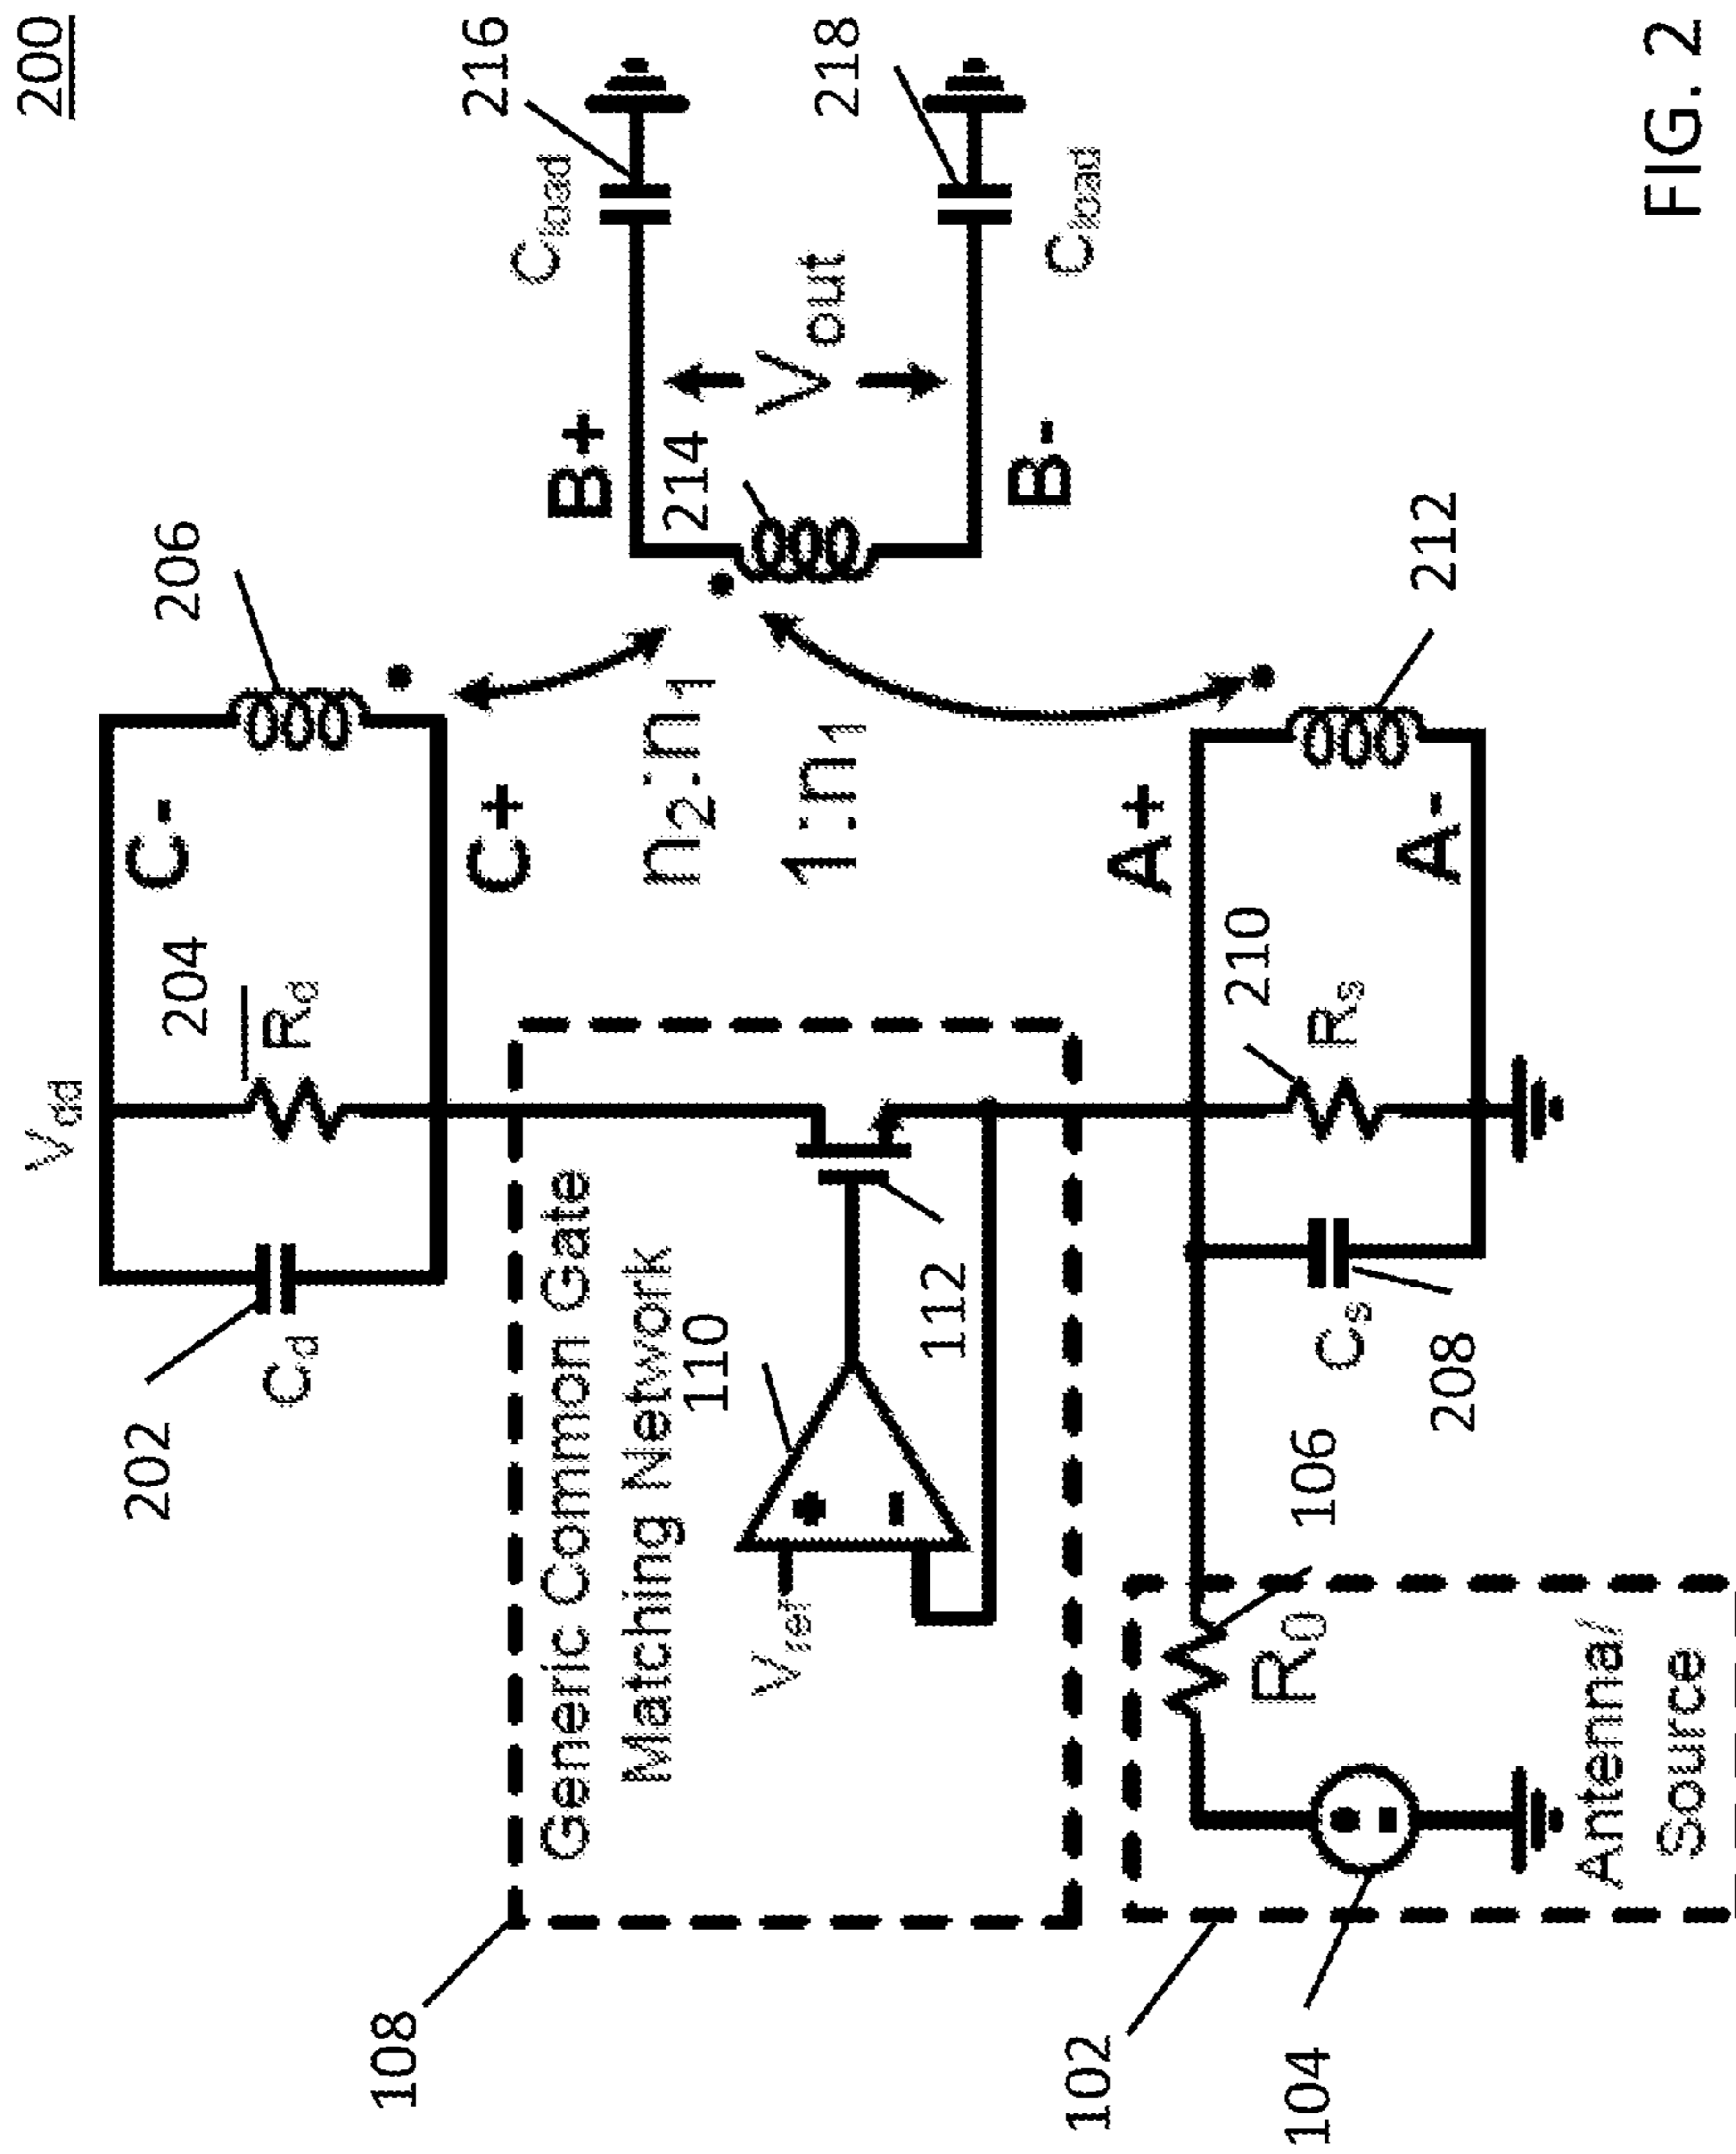 200
V_dd
202
C_d
204
R_d
206
C-
C+
108
Generic Common Gate
Matching Network
110
V_ref
112
n₂:n₁
1:n₁
B+
214
B-
V_out
C_load
216
C_load
218
102
104
106
R₀
Antenna/
Source
C_s
208
210
R_s
A+
A-
212
FIG. 2